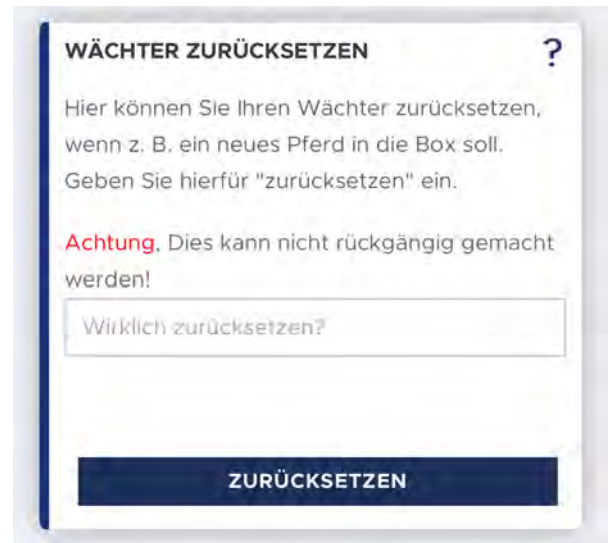 WÄCHTER ZURÜCKSETZEN ?
Hier können Sie Ihren Wächter zurücksetzen,
wenn z. B. ein neues Pferd in die Box soll.
Geben Sie hierfür "zurücksetzen" ein.
Achtung, Dies kann nicht rückgängig gemacht
werden!
Wirklich zurücksetzen?
ZURÜCKSETZEN